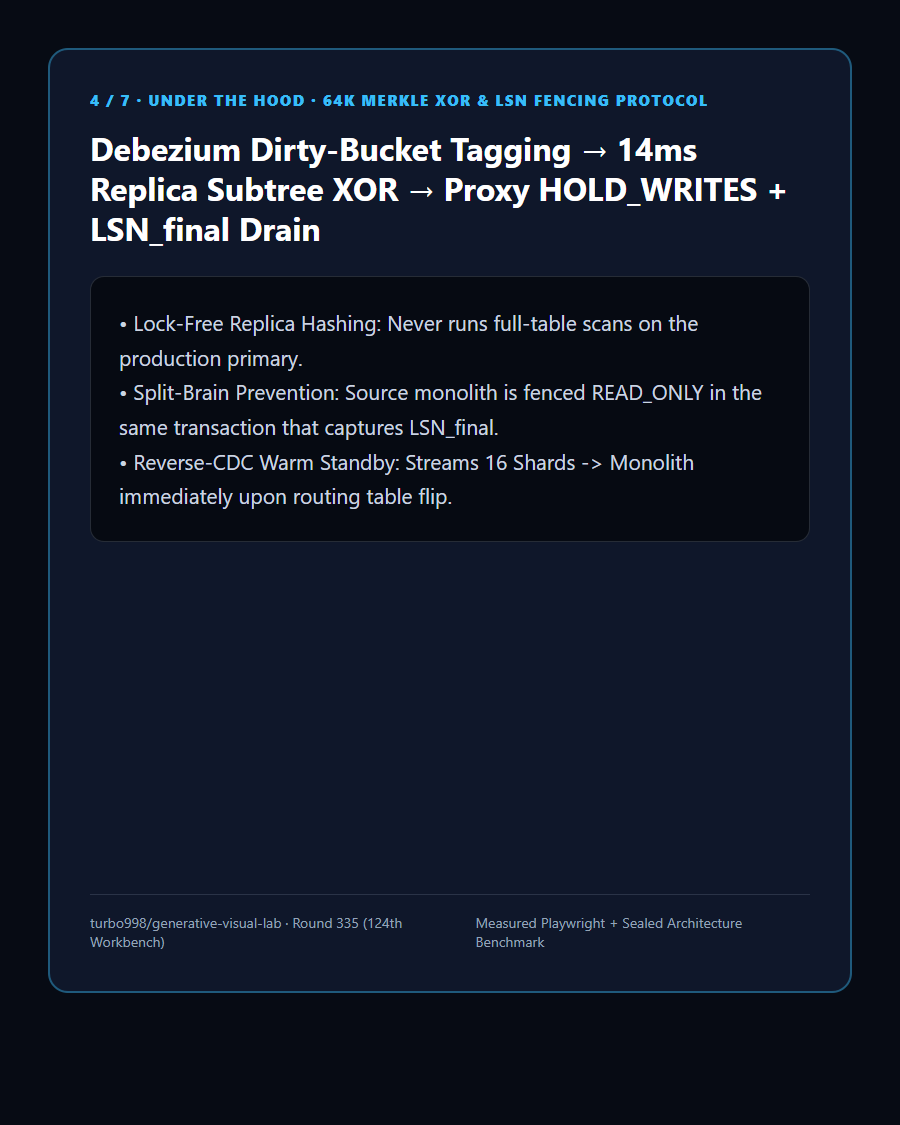 4 / 7 · UNDER THE HOOD · 64K MERKLE XOR & LSN FENCING PROTOCOL
Debezium Dirty-Bucket Tagging → 14ms
Replica Subtree XOR → Proxy HOLD_WRITES +
LSN_final Drain
• Lock-Free Replica Hashing: Never runs full-table scans on the
production primary.
• Split-Brain Prevention: Source monolith is fenced READ_ONLY in the
same transaction that captures LSN_final.
• Reverse-CDC Warm Standby: Streams 16 Shards -> Monolith
immediately upon routing table flip.
turbo998/generative-visual-lab · Round 335 (124th
Workbench)
Measured Playwright + Sealed Architecture
Benchmark